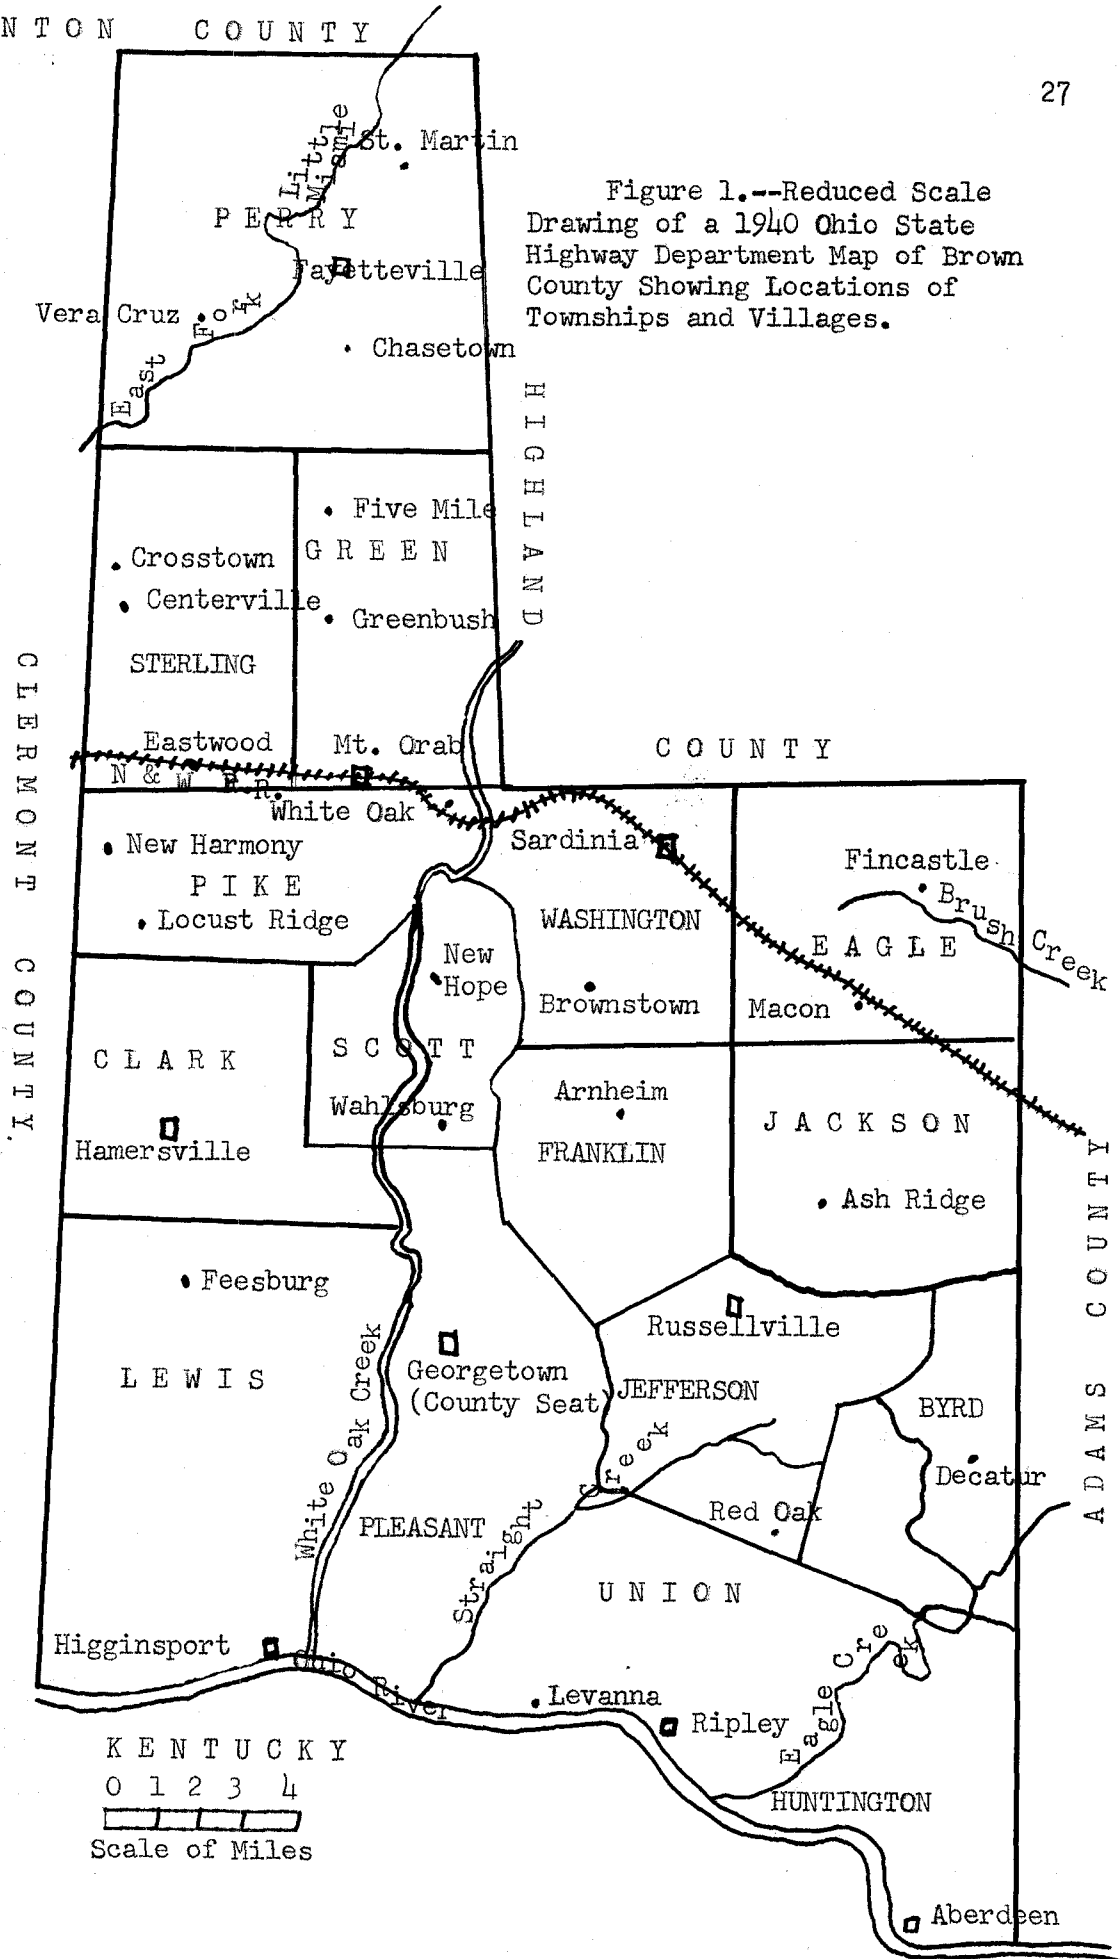 NTON COUNTY
27
Little
Miami
St. Martin
PERRY
Figure 1.--Reduced Scale
Drawing of a 1940 Ohio State
Highway Department Map of Brown
County Showing Locations of
Townships and Villages.
Fayetteville
Vera Cruz
East Fork
Chasetown
HIGHLAND
Five Mile
GREEN
Crosstown
Centerville
Greenbush
STERLING
CLERMONT COUNTY.
Eastwood
Mt. Orab
COUNTY
N & W R.R.
White Oak
Sardinia
New Harmony
PIKE
Locust Ridge
Fincastle
Brush Creek
WASHINGTON
EAGLE
New
Hope
Brownstown
Macon
CLARK
SCOTT
Wahlsburg
Arnheim
FRANKLIN
JACKSON
Hamersville
Ash Ridge
ADAMS COUNTY
Feesburg
LEWIS
White Oak Creek
Georgetown
(County Seat)
Russellville
JEFFERSON
BYRD
Decatur
Straight Creek
Red Oak
PLEASANT
UNION
Higginsport
Ohio River
Levanna
Ripley
Eagle Creek
KENTUCKY
0 1 2 3 4
Scale of Miles
HUNTINGTON
Aberdeen